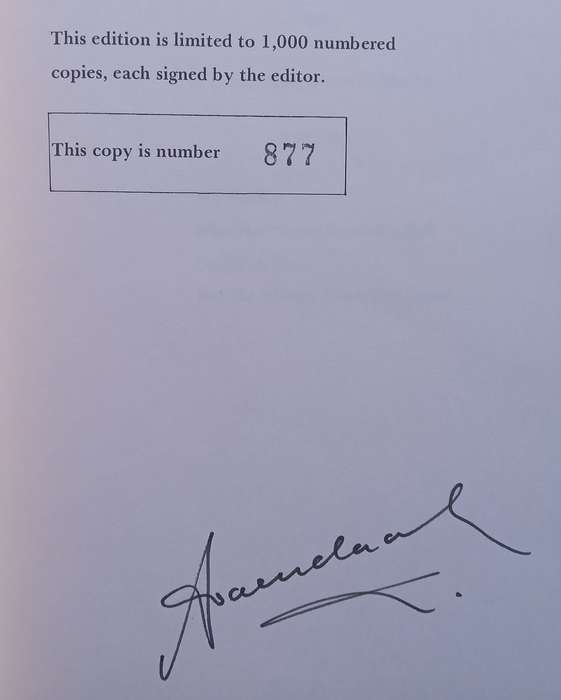 This edition is limited to 1,000 numbered
copies, each signed by the editor.
This copy is number 877